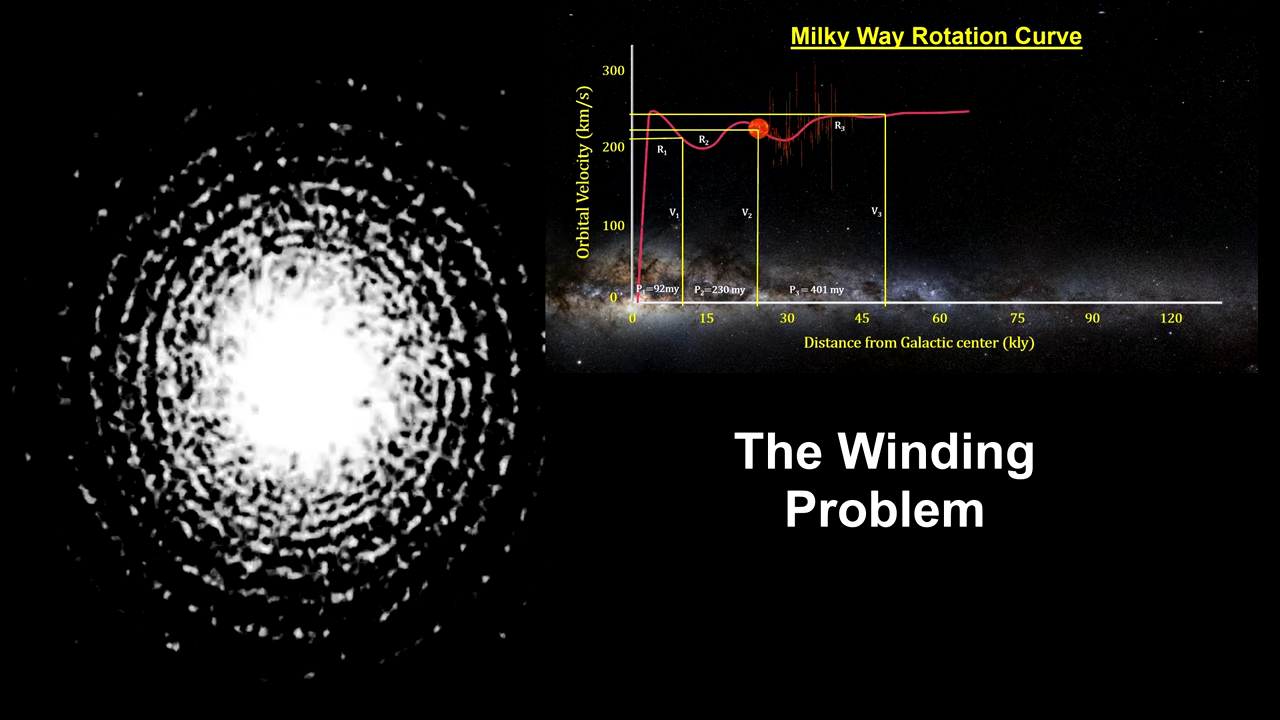 Milky Way Rotation Curve
Orbital Velocity (km/s)
300
200
100
0
R₁
R₂
R₃
V₁
V₂
V₃
P₁=92my
P₂=230 my
P₃ = 401 my
0
15
30
45
60
75
90
120
Distance from Galactic center (kly)
The Winding
Problem